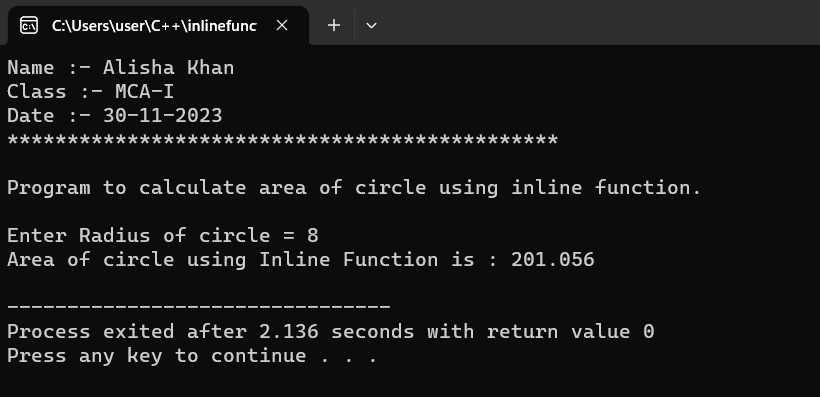 C:\Users\user\C++\inlinefunc
Name :- Alisha Khan
Class :- MCA-I
Date :- 30-11-2023
**********************************************
Program to calculate area of circle using inline function.
Enter Radius of circle = 8
Area of circle using Inline Function is : 201.056
--------------------------------
Process exited after 2.136 seconds with return value 0
Press any key to continue . . .